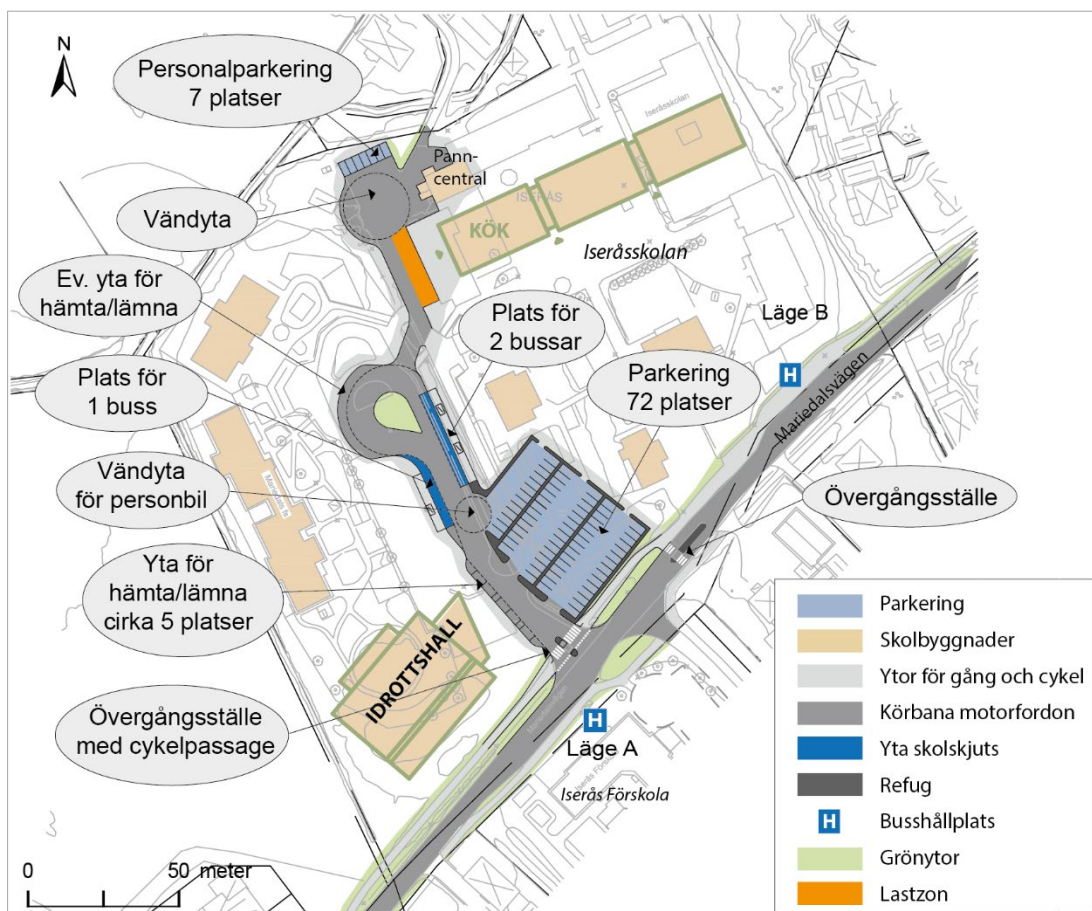 N
Personalparkering
7 platser
Iseråsskolan
Pann-
central
Vändyta
ISERÅS
KÖK
Iseråsskolan
Ev. yta för
hämta/lämna
Plats för
2 bussar
Läge B
H
Plats för
1 buss
Parkering
72 platser
Mariedalsvägen
Vändyta
för personbil
Övergångsställe
Yta för
hämta/lämna
cirka 5 platser
IDROTTSHALL
Övergångsställe
med cykelpassage
H
Läge A
Iserås Förskola
0 50 meter
Parkering
Skolbyggnader
Ytor för gång och cykel
Körbana motorfordon
Yta skolskjuts
Refug
H Busshållplats
Grönytor
Lastzon